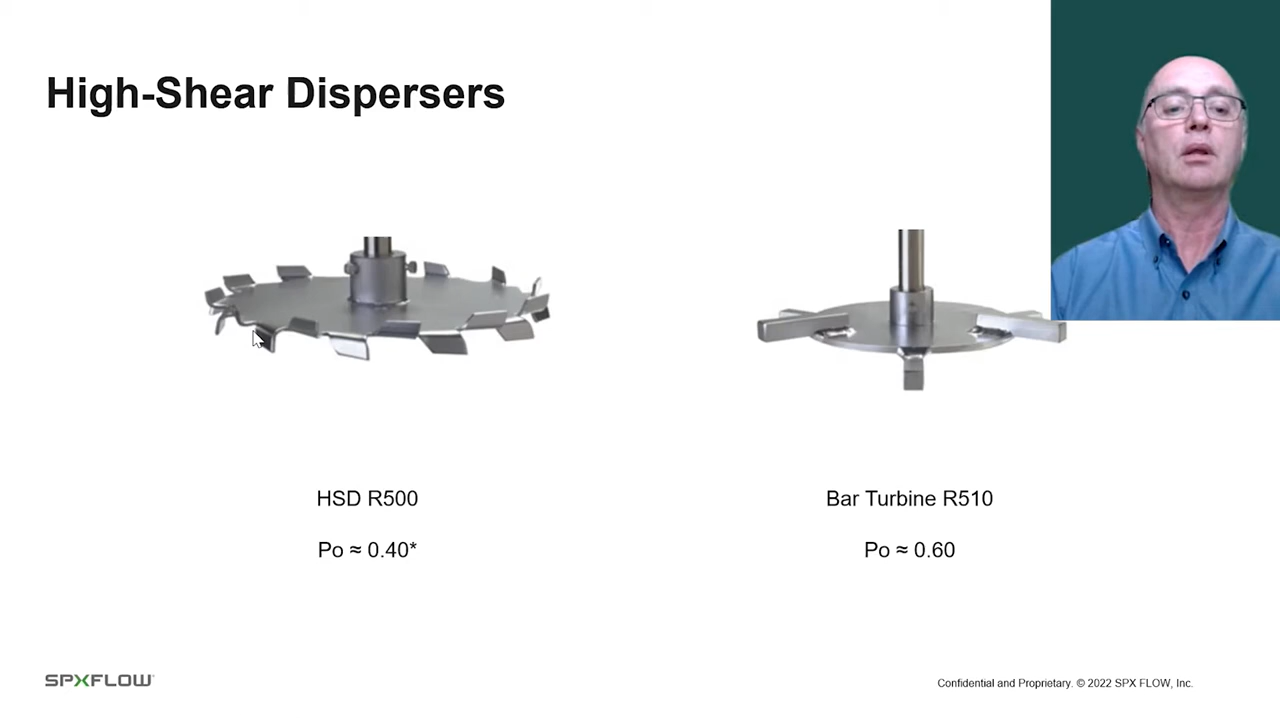 High-Shear Dispersers
HSD R500
Po ≈ 0.40*
Bar Turbine R510
Po ≈ 0.60
SPXFLOW
Confidential and Proprietary. © 2022 SPX FLOW, Inc.